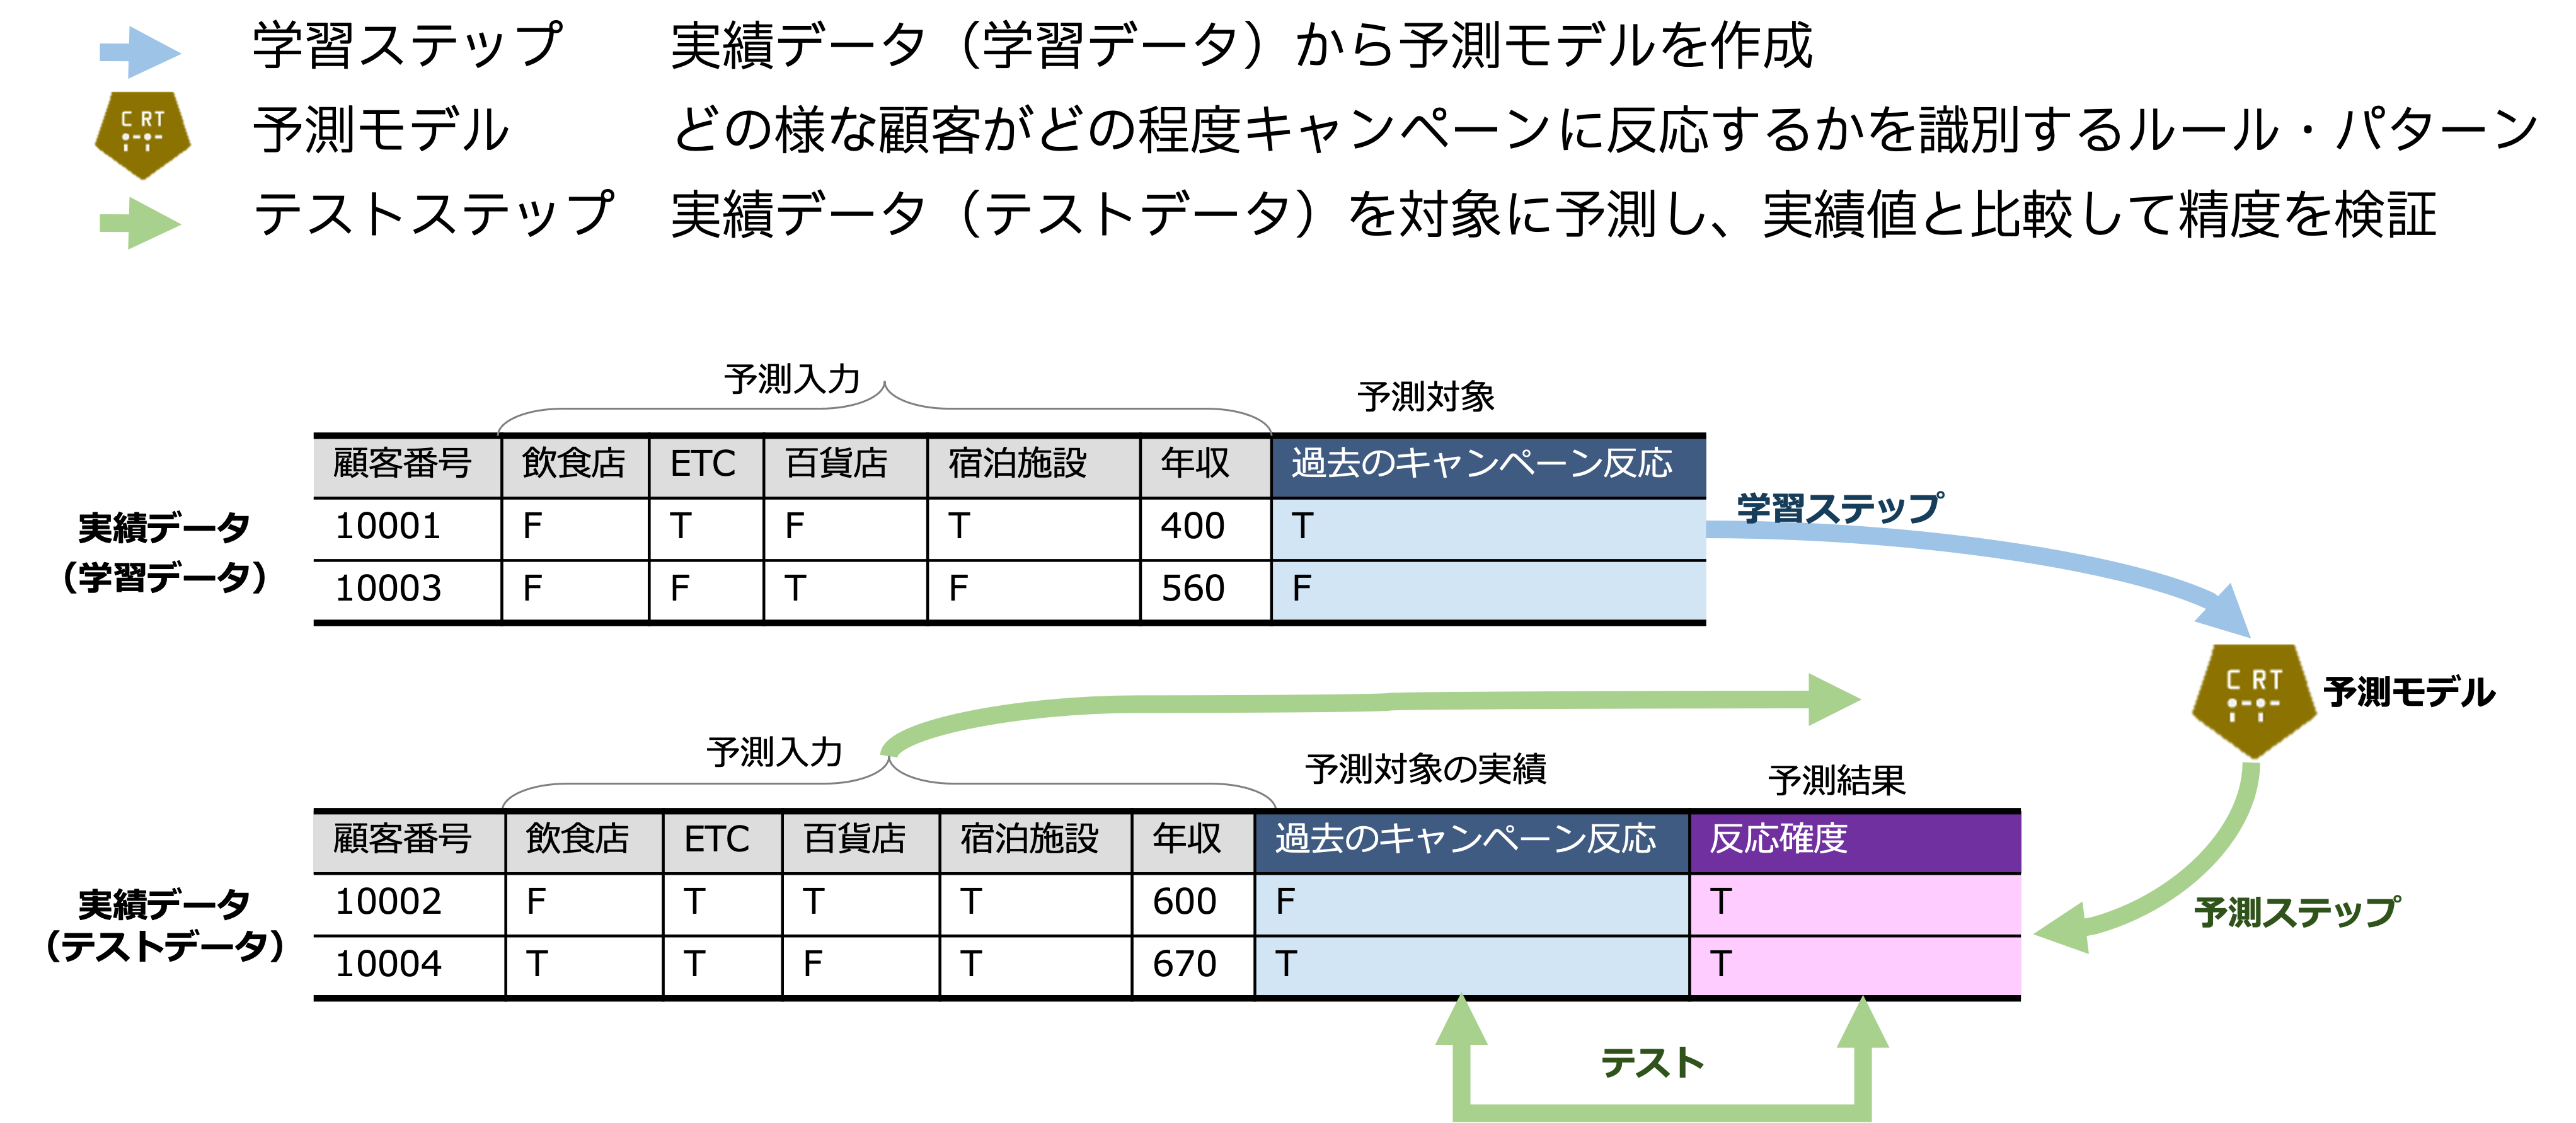 学習ステップ 実績データ（学習データ）から予測モデルを作成
C RT
予測モデル どの様な顧客がどの程度キャンペーンに反応するかを識別するルール・パターン
テストステップ 実績データ（テストデータ）を対象に予測し、実績値と比較して精度を検証
予測入力 予測対象
顧客番号 飲食店 ETC 百貨店 宿泊施設 年収 過去のキャンペーン反応
実績データ
（学習データ）
10001 F T F T 400 T
10003 F F T F 560 F
学習ステップ
C RT
予測モデル
予測入力 予測対象の実績 予測結果
顧客番号 飲食店 ETC 百貨店 宿泊施設 年収 過去のキャンペーン反応 反応確度
実績データ
（テストデータ）
10002 F T T T 600 F T
10004 T T F T 670 T T
予測ステップ
テスト